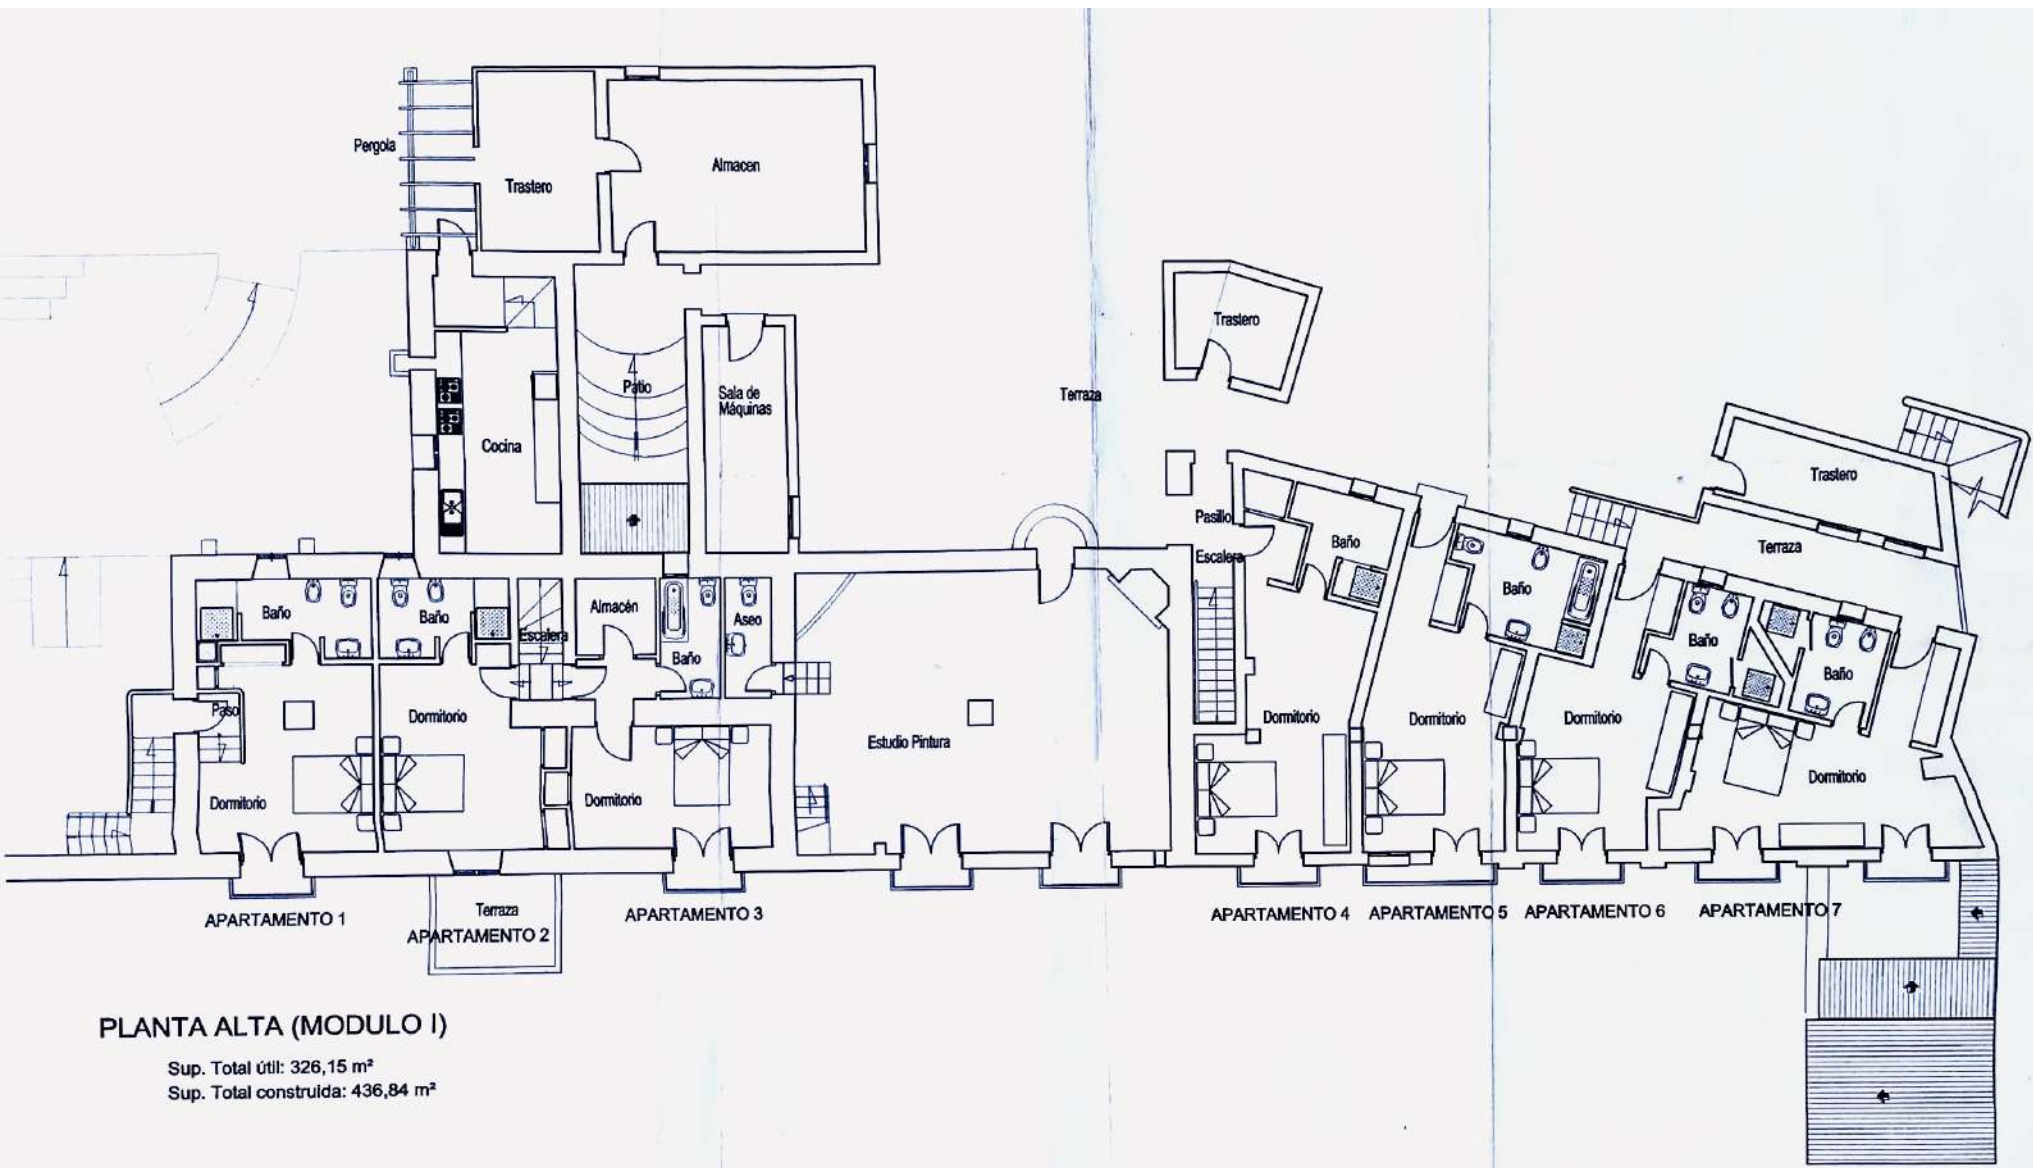 Pergola
Trastero
Almacen
Trastero
Patio
Sala de
Máquinas
Terraza
Cocina
Trastero
Pasillo
Escalera
Baño
Terraza
Baño
Baño
Baño
Escalera
Almacén
Baño
Aseo
Baño
Baño
Baño
Paso
Dormitorio
Dormitorio
Dormitorio
Estudio Pintura
Dormitorio
Dormitorio
Dormitorio
Dormitorio
Terraza
APARTAMENTO 1
APARTAMENTO 2
APARTAMENTO 3
APARTAMENTO 4
APARTAMENTO 5
APARTAMENTO 6
APARTAMENTO 7
PLANTA ALTA (MODULO I)
Sup. Total útil: 326,15 m²
Sup. Total construida: 436,84 m²